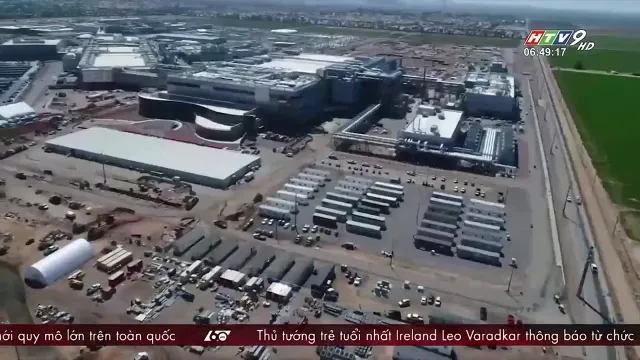 HTV9 HD
06:49:17
mới quy mô lớn trên toàn quốc
60 Thủ tướng trẻ tuổi nhất Ireland Leo Varadkar thông báo từ chức